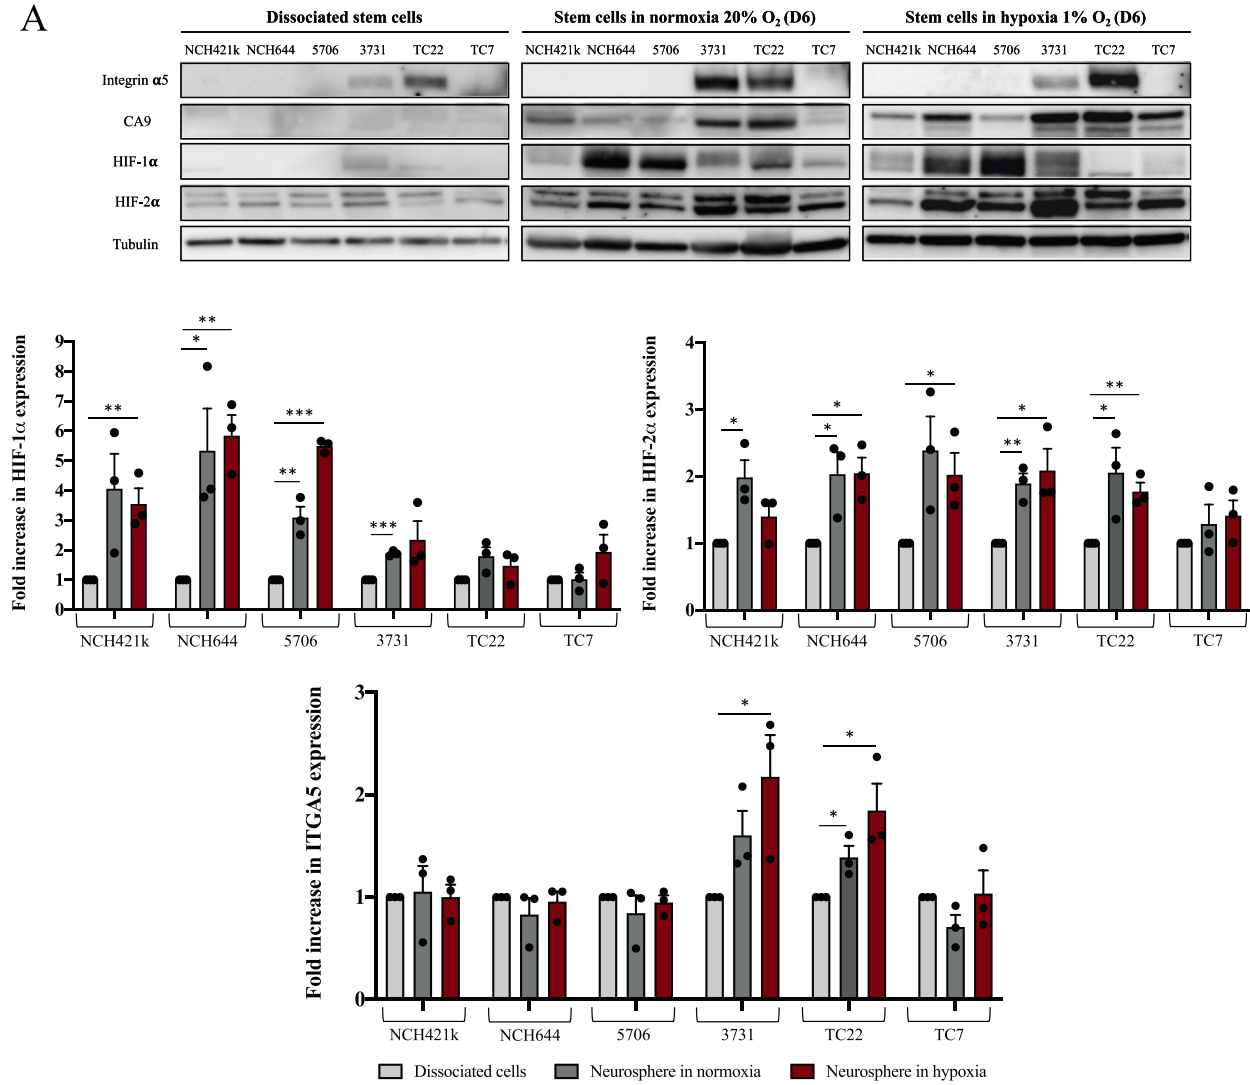 A
Dissociated stem cells
Stem cells in normoxia 20% O2 (D6)
Stem cells in hypoxia 1% O2 (D6)
NCH421k NCH644 5706 3731 TC22 TC7
NCH421k NCH644 5706 3731 TC22 TC7
NCH421k NCH644 5706 3731 TC22 TC7
Integrin α5
CA9
HIF-1α
HIF-2α
Tubulin
Fold increase in HIF-1α expression
9
8
7
6
5
4
3
2
1
0
** * ** ** *** ***
NCH421k NCH644 5706 3731 TC22 TC7
Fold increase in HIF-2α expression
4
3
2
1
0
* * * * ** * * **
NCH421k NCH644 5706 3731 TC22 TC7
Fold increase in ITGA5 expression
3
2
1
0
* * *
NCH421k NCH644 5706 3731 TC22 TC7
Dissociated cells Neurosphere in normoxia Neurosphere in hypoxia